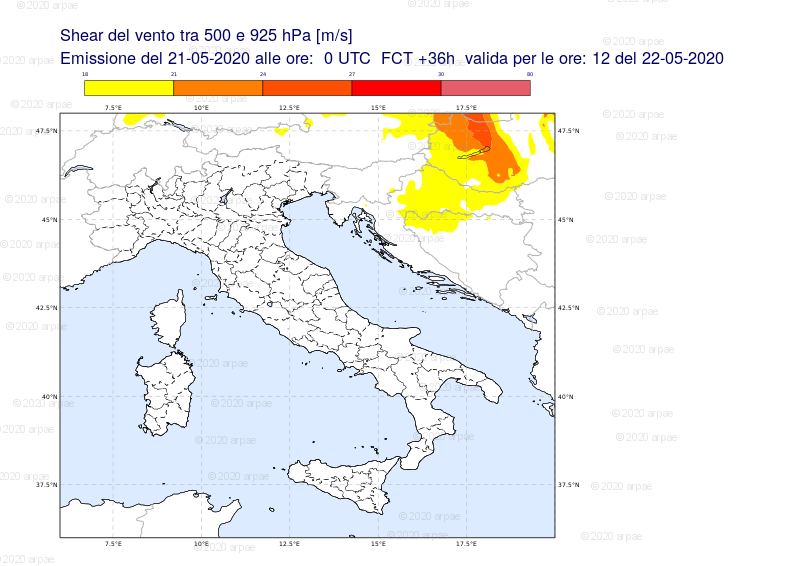 Shear del vento tra 500 e 925 hPa [m/s]
Emissione del 21-05-2020 alle ore: 0 UTC FCT +36h valida per le ore: 12 del 22-05-2020
18 21 24 27 30 80
7.5°E 10°E 12.5°E 15°E 17.5°E
47.5°N 47.5°N
45°N 45°N
42.5°N 42.5°N
40°N 40°N
37.5°N 37.5°N
7.5°E 10°E 12.5°E 15°E 17.5°E
©2020 arpae